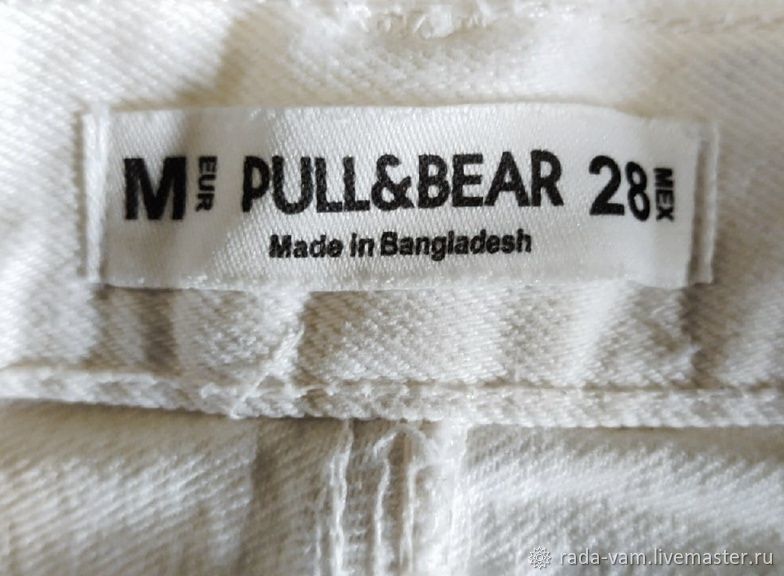 M EUR PULL&BEAR 28 MEX
Made in Bangladesh
rada-vam.livemaster.ru